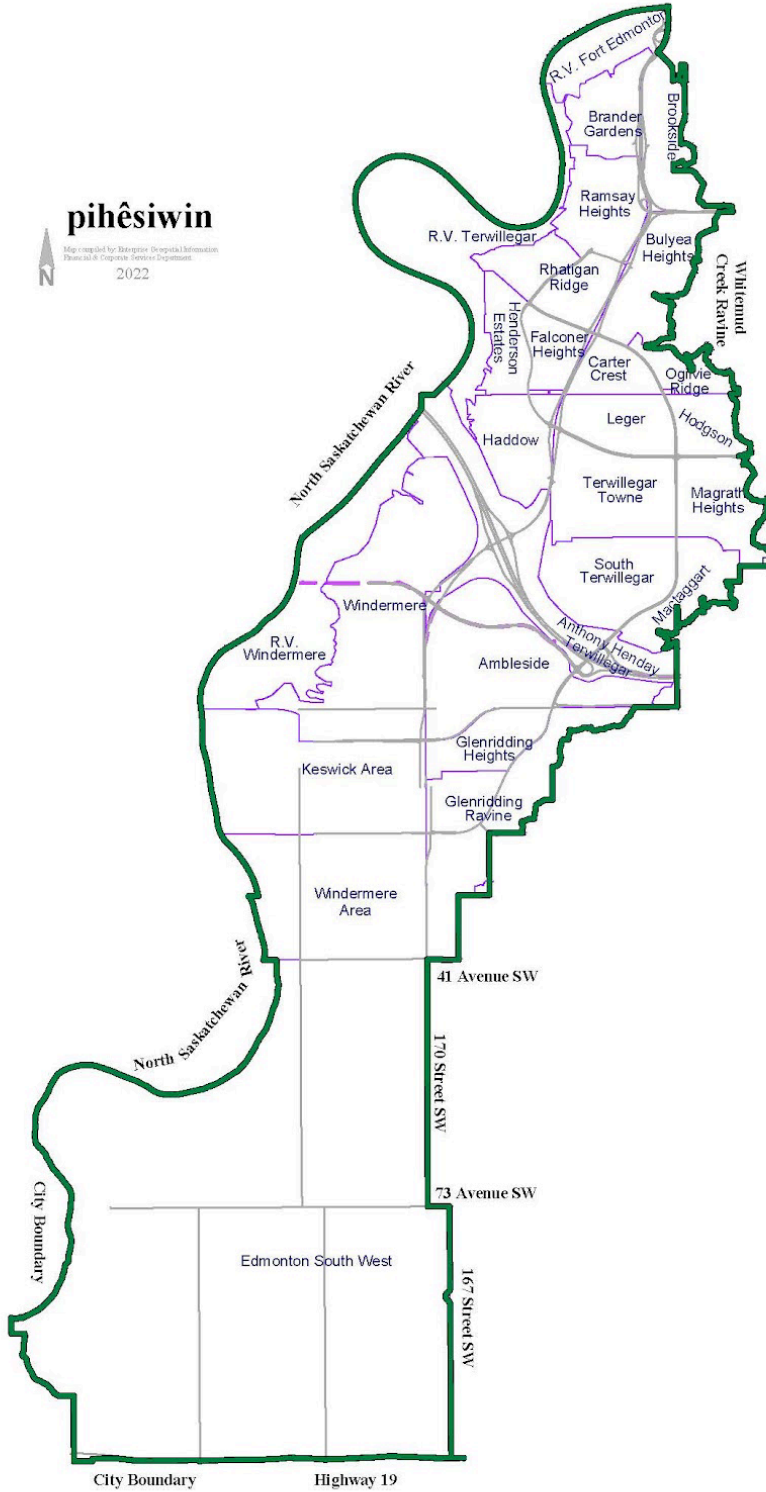 R.V. Fort Edmonton
Brander
Gardens
Brookside
pihêsiwin
Map compiled by: Enterprise Geospatial Information
Financial & Corporate Services Department
2022
N
Ramsay
Heights
R.V. Terwillegar
Bulyea
Heights
Rhatigan
Ridge
Whitemud
Creek Ravine
Henderson
Estates
Falconer
Heights
Carter
Crest
Ogilvie
Ridge
North Saskatchewan River
Haddow
Leger
Hodgson
Terwillegar
Towne
Magrath
Heights
South
Terwillegar
Mactaggart
Windermere
R.V.
Windermere
Anthony Henday
Terwillegar
Ambleside
Glenridding
Heights
Keswick Area
Glenridding
Ravine
Windermere
Area
41 Avenue SW
North Saskatchewan River
170 Street SW
73 Avenue SW
City Boundary
Edmonton South West
167 Street SW
City Boundary
Highway 19